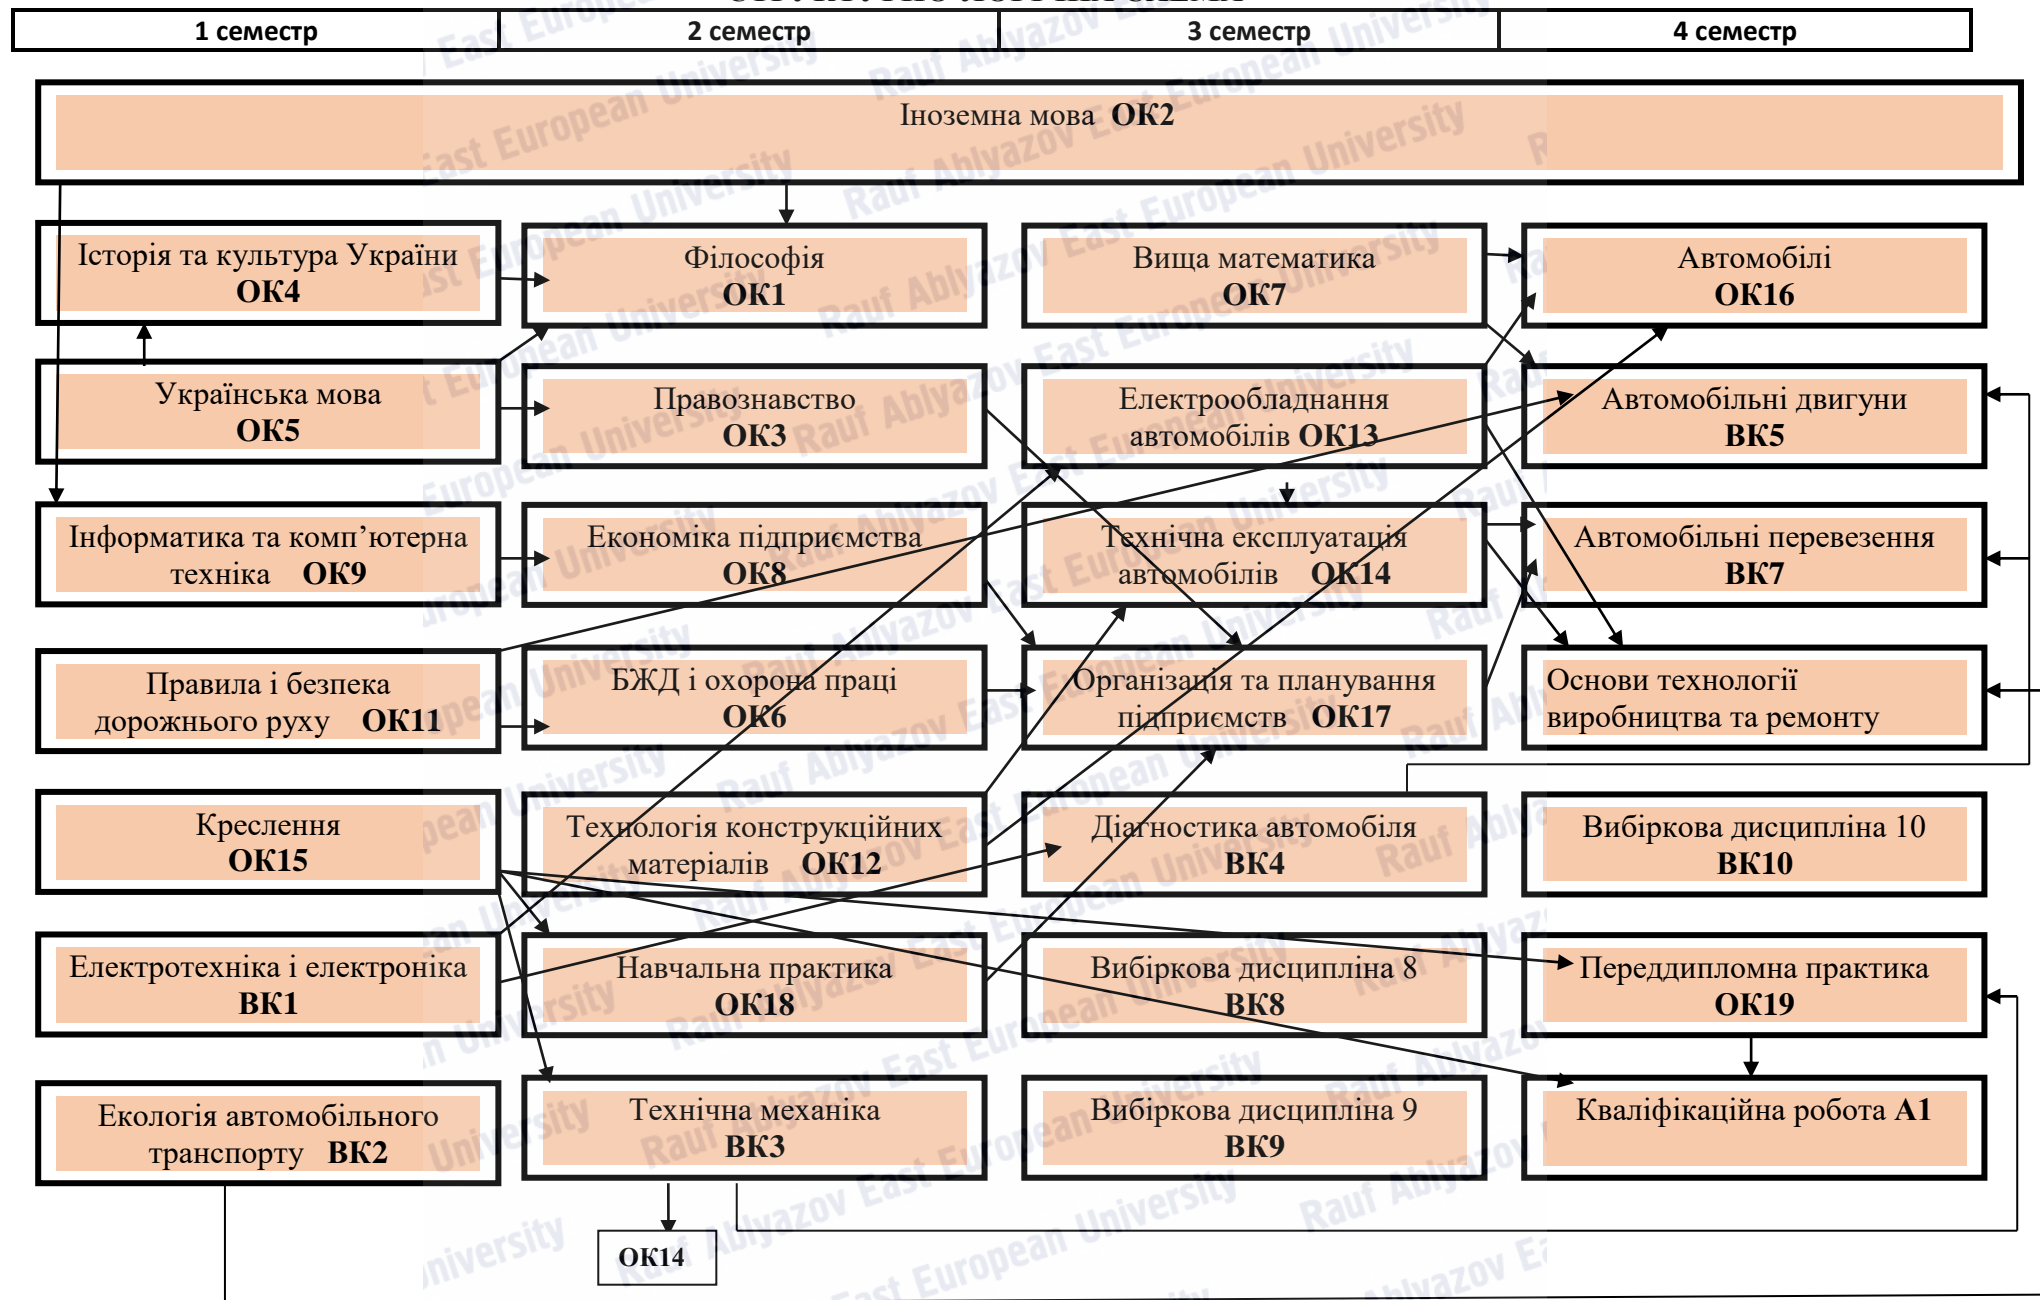 1 семестр
2 семестр
3 семестр
4 семестр
Іноземна мова ОК2
Історія та культура України
ОК4
Філософія
ОК1
Вища математика
ОК7
Автомобілі
ОК16
Українська мова
ОК5
Правознавство
ОК3
Електрообладнання
автомобілів ОК13
Автомобільні двигуни
ВК5
Інформатика та комп’ютерна
техніка ОК9
Економіка підприємства
ОК8
Технічна експлуатація
автомобілів ОК14
Автомобільні перевезення
ВК7
Правила і безпека
дорожнього руху ОК11
БЖД і охорона праці
ОК6
Організація та планування
підприємств ОК17
Основи технології
виробництва та ремонту
Креслення
ОК15
Технологія конструкційних
матеріалів ОК12
Діагностика автомобіля
ВК4
Вибіркова дисципліна 10
ВК10
Електротехніка і електроніка
ВК1
Навчальна практика
ОК18
Вибіркова дисципліна 8
ВК8
Переддипломна практика
ОК19
Екологія автомобільного
транспорту ВК2
Технічна механіка
ВК3
Вибіркова дисципліна 9
ВК9
Кваліфікаційна робота А1
ОК14
Rauf Ablyazov East European University